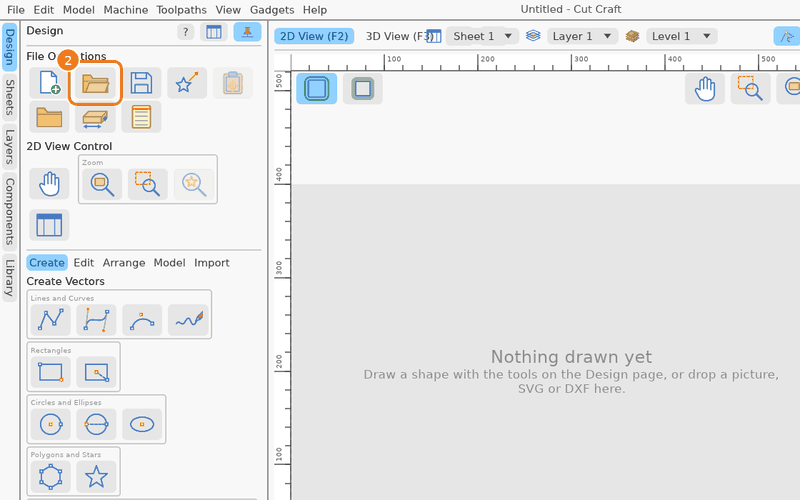 File Edit Model Machine Toolpaths View Gadgets Help
Untitled - Cut Craft
Design
?
2D View (F2)
3D View (F3)
Sheet 1
Layer 1
Level 1
File
2
Design
Sheets
Layers
Components
Library
2D View Control
Zoom
Create Edit Arrange Model Import
Create Vectors
Lines and Curves
Rectangles
Circles and Ellipses
Polygons and Stars
100
200
300
400
500
500
400
300
200
100
Nothing drawn yet
Draw a shape with the tools on the Design page, or drop a picture,
SVG or DXF here.